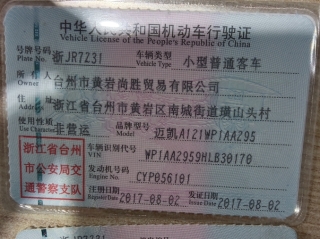 中华人民共和国机动车行驶证
Vehicle License of the People's Republic of China
号牌号码 Plate No. 浙JR7Z31 车辆类型 Vehicle Type 小型普通客车
所有人 Owner 台州市黄岩尚胜贸易有限公司
住址 浙江省台州市黄岩区南城街道璜山头村
使用性质 Use Character 非营运 品牌型号 Model 迈凯A121WP1AA295
浙江省台州市公安局交通警察支队
车辆识别代号 VIN WP1AA2959HLB30170
发动机号码 Engine No. CYP056101
注册日期 Register Date 2017-08-02 发证日期 Issue Date 2017-08-02